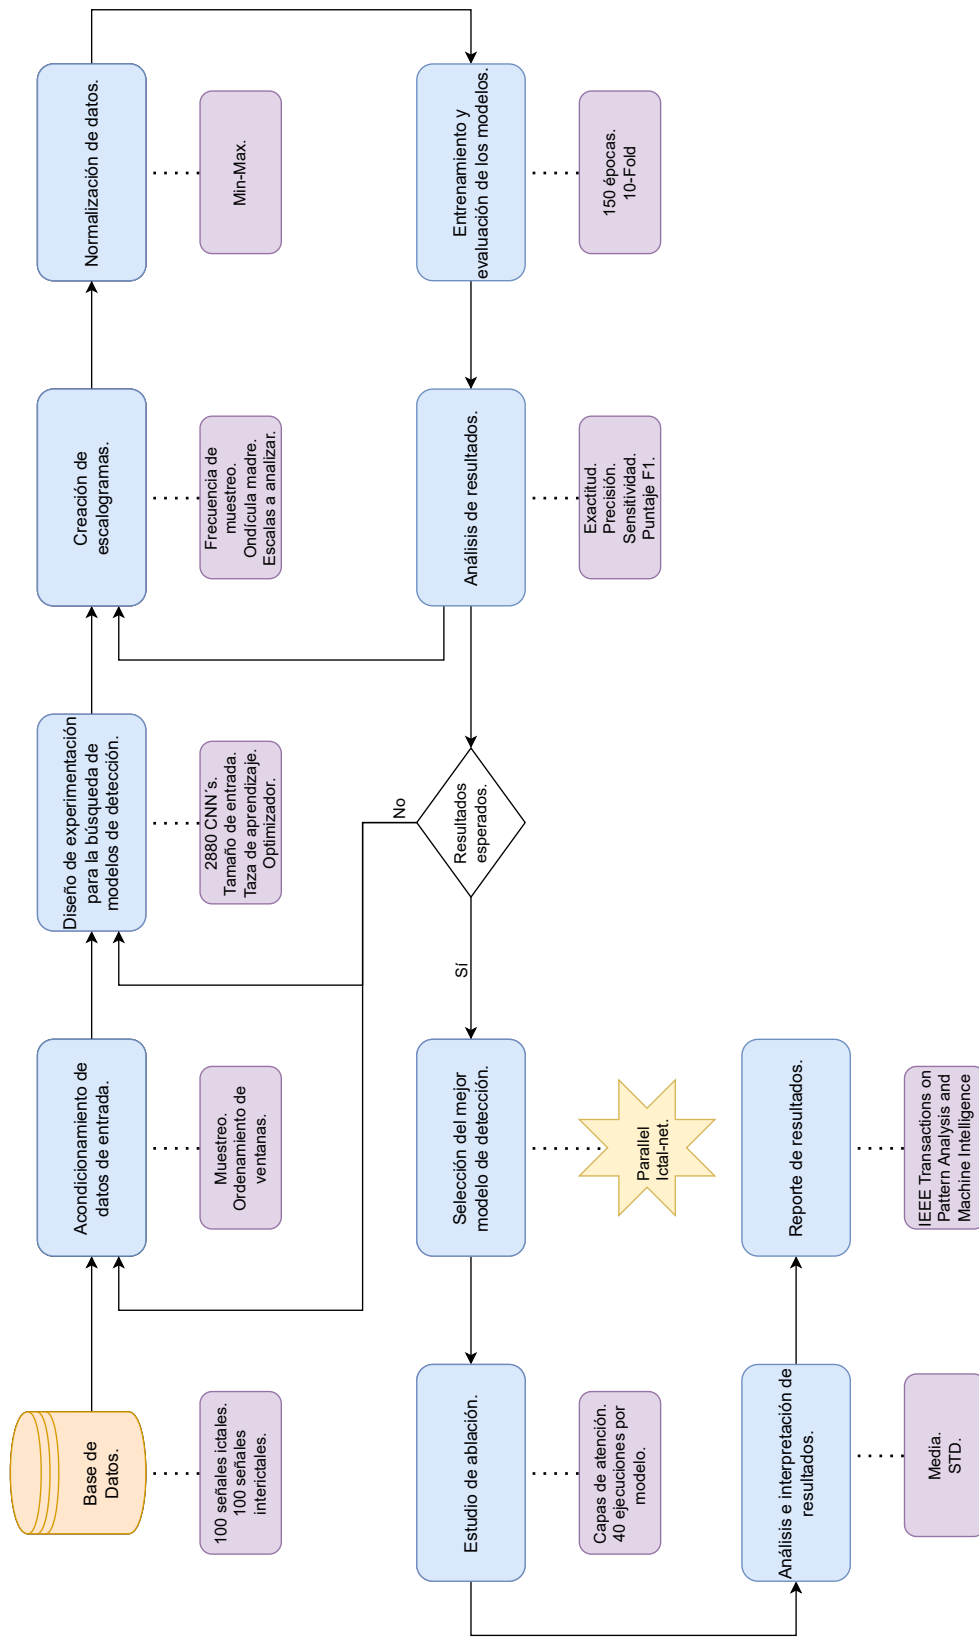 Base de
Datos.
100 señales ictales.
100 señales
interictales.
Acondicionamiento de
datos de entrada.
Muestreo.
Ordenamiento de
ventanas.
Diseño de experimentación
para la búsqueda de
modelos de detección.
2880 CNN´s.
Tamaño de entrada.
Taza de aprendizaje.
Optimizador.
Creación de
escalogramas.
Frecuencia de
muestreo.
Ondícula madre.
Escalas a analizar.
Normalización de datos.
Min-Max.
Entrenamiento y
evaluación de los modelos.
150 épocas.
10-Fold
Análisis de resultados.
Exactitud.
Precisión.
Sensitividad.
Puntaje F1.
Resultados
esperados.
No
Sí
Selección del mejor
modelo de detección.
Parallel
Ictal-net.
Estudio de ablación.
Capas de atención.
40 ejecuciones por
modelo.
Análisis e interpretación de
resultados.
Media.
STD.
Reporte de resultados.
IEEE Transactions on
Pattern Analysis and
Machine Intelligence